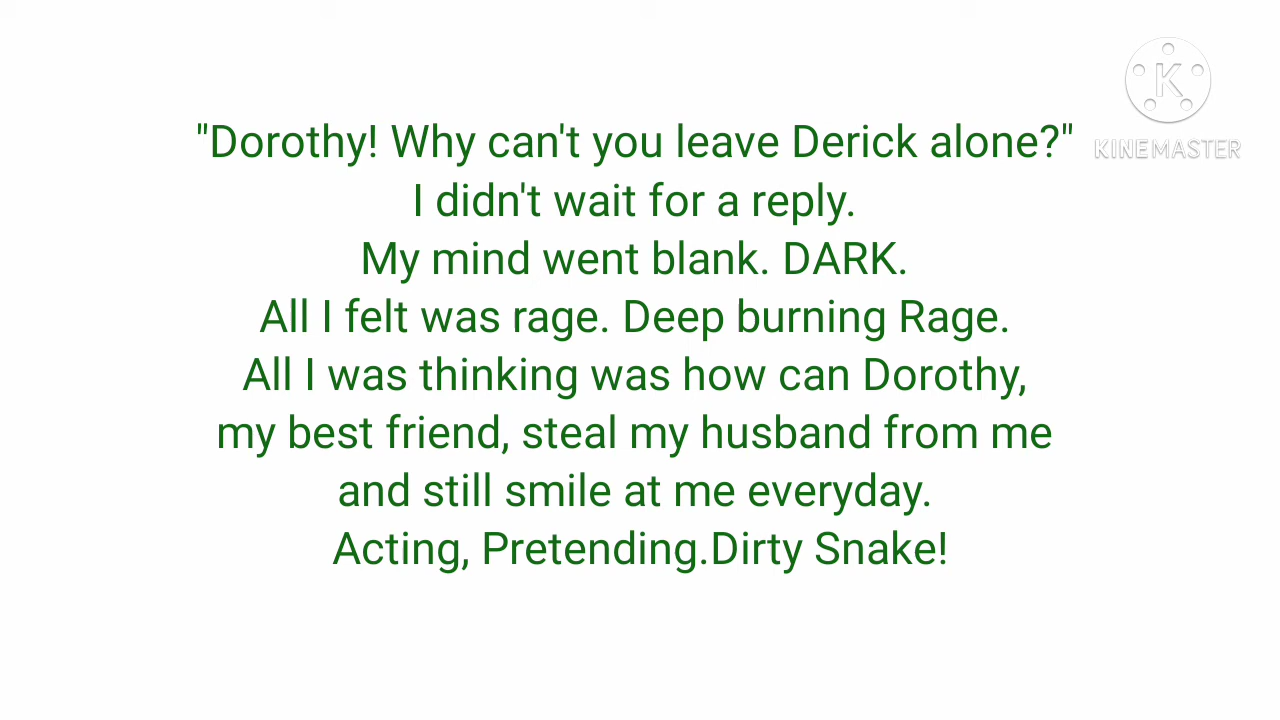 "Dorothy! Why can't you leave Derick alone?"
KINEMASTER
I didn't wait for a reply.
My mind went blank. DARK.
All I felt was rage. Deep burning Rage.
All I was thinking was how can Dorothy,
my best friend, steal my husband from me
and still smile at me everyday.
Acting, Pretending.Dirty Snake!